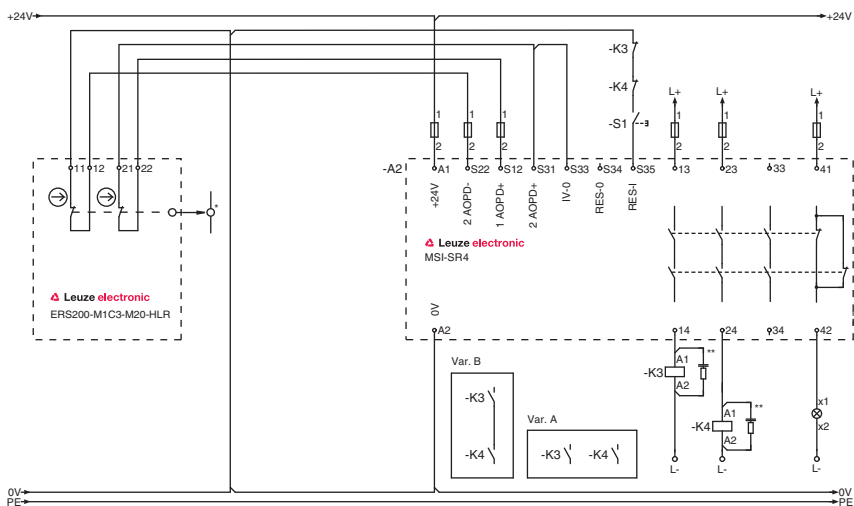 +24V +24V
-K3
-K4
-S1
L+ L+ L+
1 1 1 1 1 1
2 2 2 2 2 2
11 12 21 22
-A2 A1 S22 S12 S31 S33 S34 S35 13 23 33 41
+24V
2 AOPD-
1 AOPD+
2 AOPD+
IV-0
RES-0
RES-I
*
Leuze electronic
MSI-SR4
Leuze electronic
ERS200-M1C3-M20-HLR
0V
A2 14 24 34 42
Var. B
-K3
-K4
Var. A
-K3 -K4
-K3 A1 A2 **
-K4 A1 A2 **
x1
x2
L- L- L-
0V 0V
PE PE